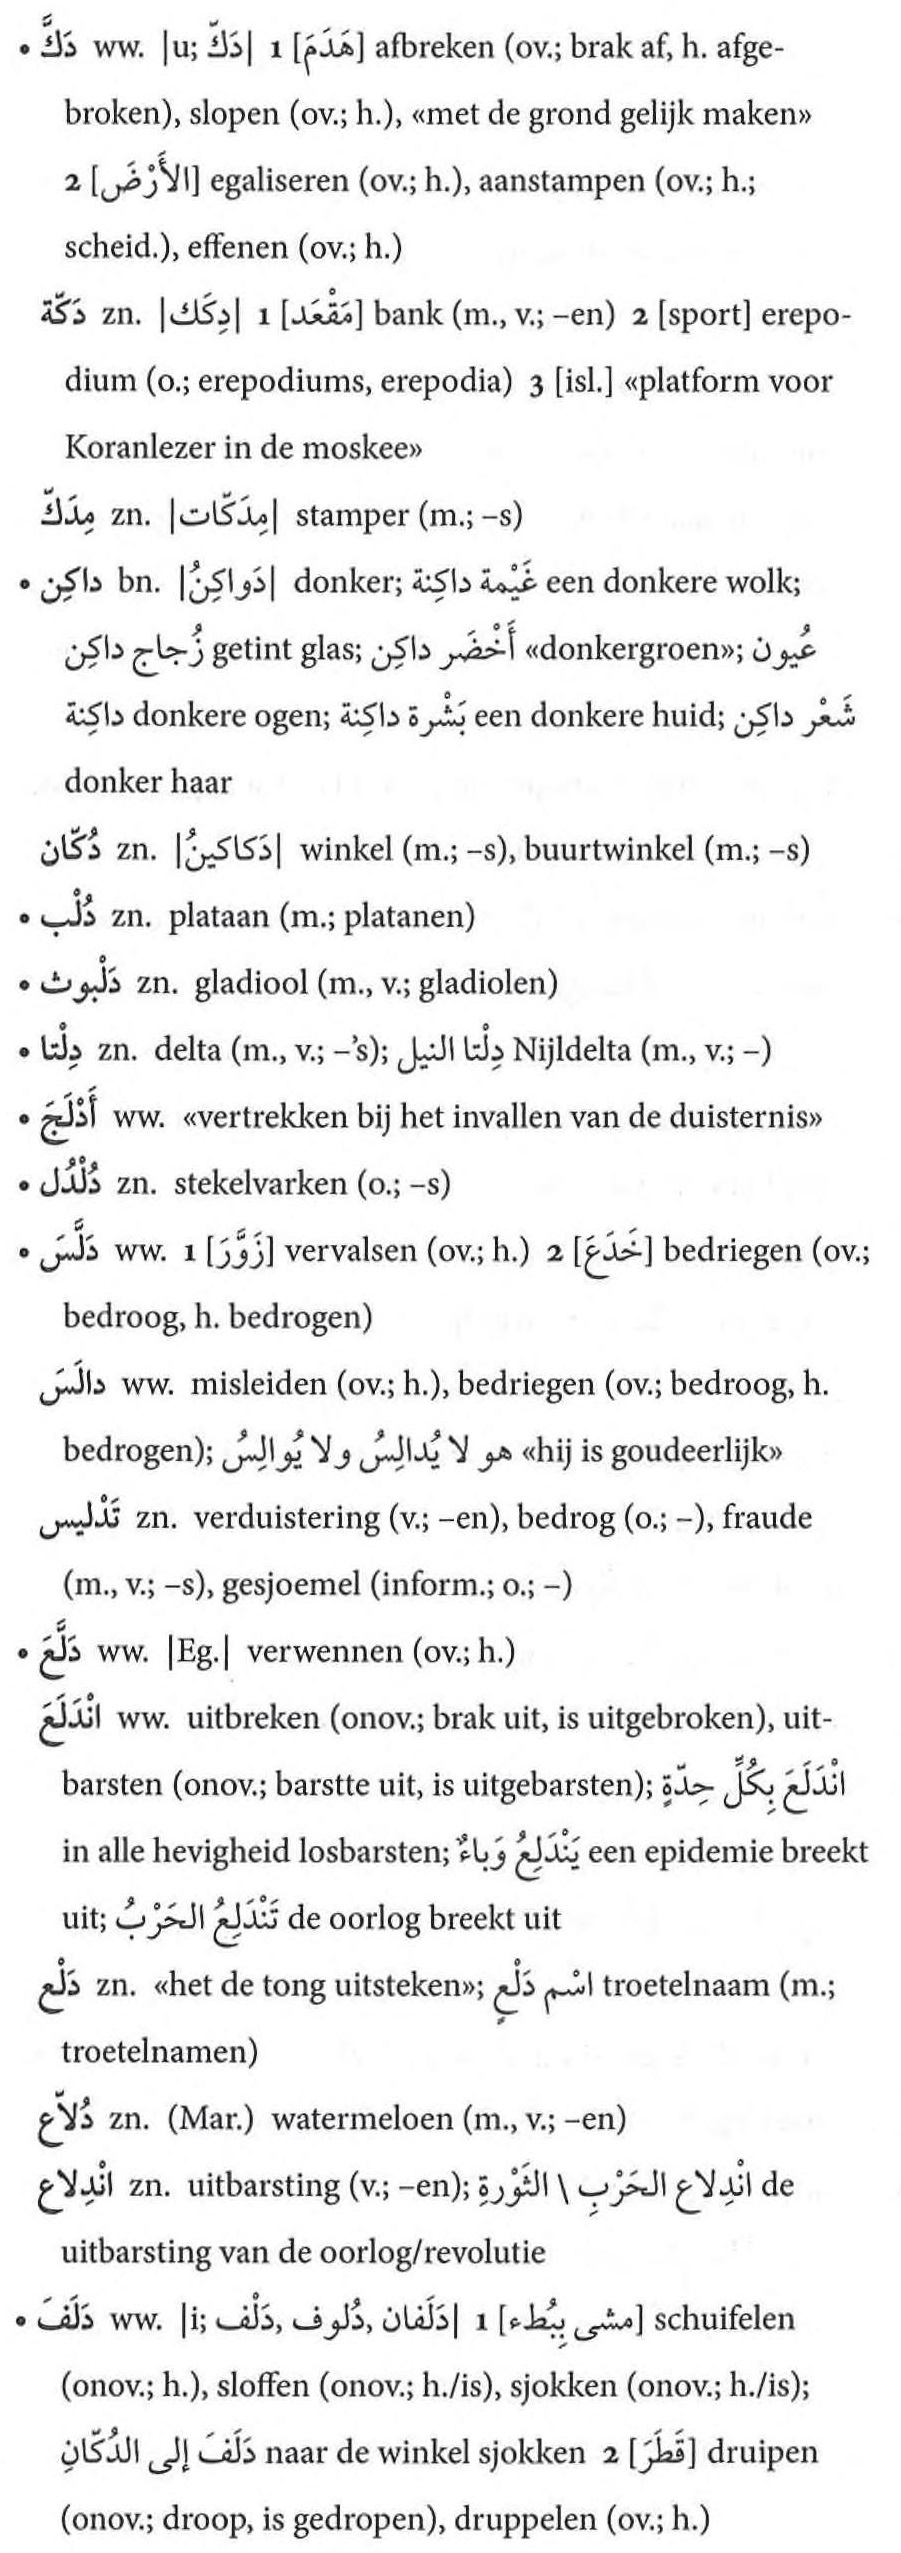 • دَكَّ ww. |u; دَكّ| 1 [هَدَمَ] afbreken (ov.; brak af, h. afge-
broken), slopen (ov.; h.), «met de grond gelijk maken»
2 [الأَرْضَ] egaliseren (ov.; h.), aanstampen (ov.; h.;
scheid.), effenen (ov.; h.)
دَكّة zn. |دِكَك| 1 [مَقْعَد] bank (m., v.; –en) 2 [sport] erepo-
dium (o.; erepodiums, erepodia) 3 [isl.] «platform voor
Koranlezer in de moskee»
مِدَكّ zn. |مِدَكّات| stamper (m.; –s)
• داكِن bn. |دَواكِنُ| donker; غَيْمة داكِنة een donkere wolk;
زُجاج داكِن getint glas; أَخْضَر داكِن «donkergroen»; عُيون
داكِنة donkere ogen; بَشْرة داكِنة een donkere huid; شَعْر داكِن
donker haar
دُكّان zn. |دَكاكينُ| winkel (m.; –s), buurtwinkel (m.; –s)
• دُلْب zn. plataan (m.; platanen)
• دَلْبوث zn. gladiool (m., v.; gladiolen)
• دِلْتا zn. delta (m., v.; –’s); دِلْتا النيل Nijldelta (m., v.; –)
• أَدْلَجَ ww. «vertrekken bij het invallen van de duisternis»
• دُلْدُل zn. stekelvarken (o.; –s)
• دَلَّسَ ww. 1 [زَوَّرَ] vervalsen (ov.; h.) 2 [خَدَعَ] bedriegen (ov.;
bedroog, h. bedrogen)
دالَسَ ww. misleiden (ov.; h.), bedriegen (ov.; bedroog, h.
bedrogen); هو لا يُدالِسُ ولا يُوالِسُ «hij is goudeerlijk»
تَدْليس zn. verduistering (v.; –en), bedrog (o.; –), fraude
(m., v.; –s), gesjoemel (inform.; o.; –)
• دَلَّعَ ww. |Eg.| verwennen (ov.; h.)
انْدَلَعَ ww. uitbreken (onov.; brak uit, is uitgebroken), uit-
barsten (onov.; barstte uit, is uitgebarsten); انْدَلَعَ بِكُلِّ حِدّةٍ
in alle hevigheid losbarsten; يَنْدَلِعُ وَباءٌ een epidemie breekt
uit; تَنْدَلِعُ الحَرْبُ de oorlog breekt uit
دَلْع zn. «het de tong uitsteken»; اسْم دَلْعٍ troetelnaam (m.;
troetelnamen)
دُلاّع zn. (Mar.) watermeloen (m., v.; –en)
انْدِلاع zn. uitbarsting (v.; –en); انْدِلاع الحَرْبِ \ الثَوْرةِ de
uitbarsting van de oorlog/revolutie
• دَلَفَ ww. |i; دَلْف, دُلوف, دَلَفان| 1 [مشى بِبُطء] schuifelen
(onov.; h.), sloffen (onov.; h./is), sjokken (onov.; h./is);
دَلَفَ إلى الدُكّانِ naar de winkel sjokken 2 [قَطَرَ] druipen
(onov.; droop, is gedropen), druppelen (ov.; h.)